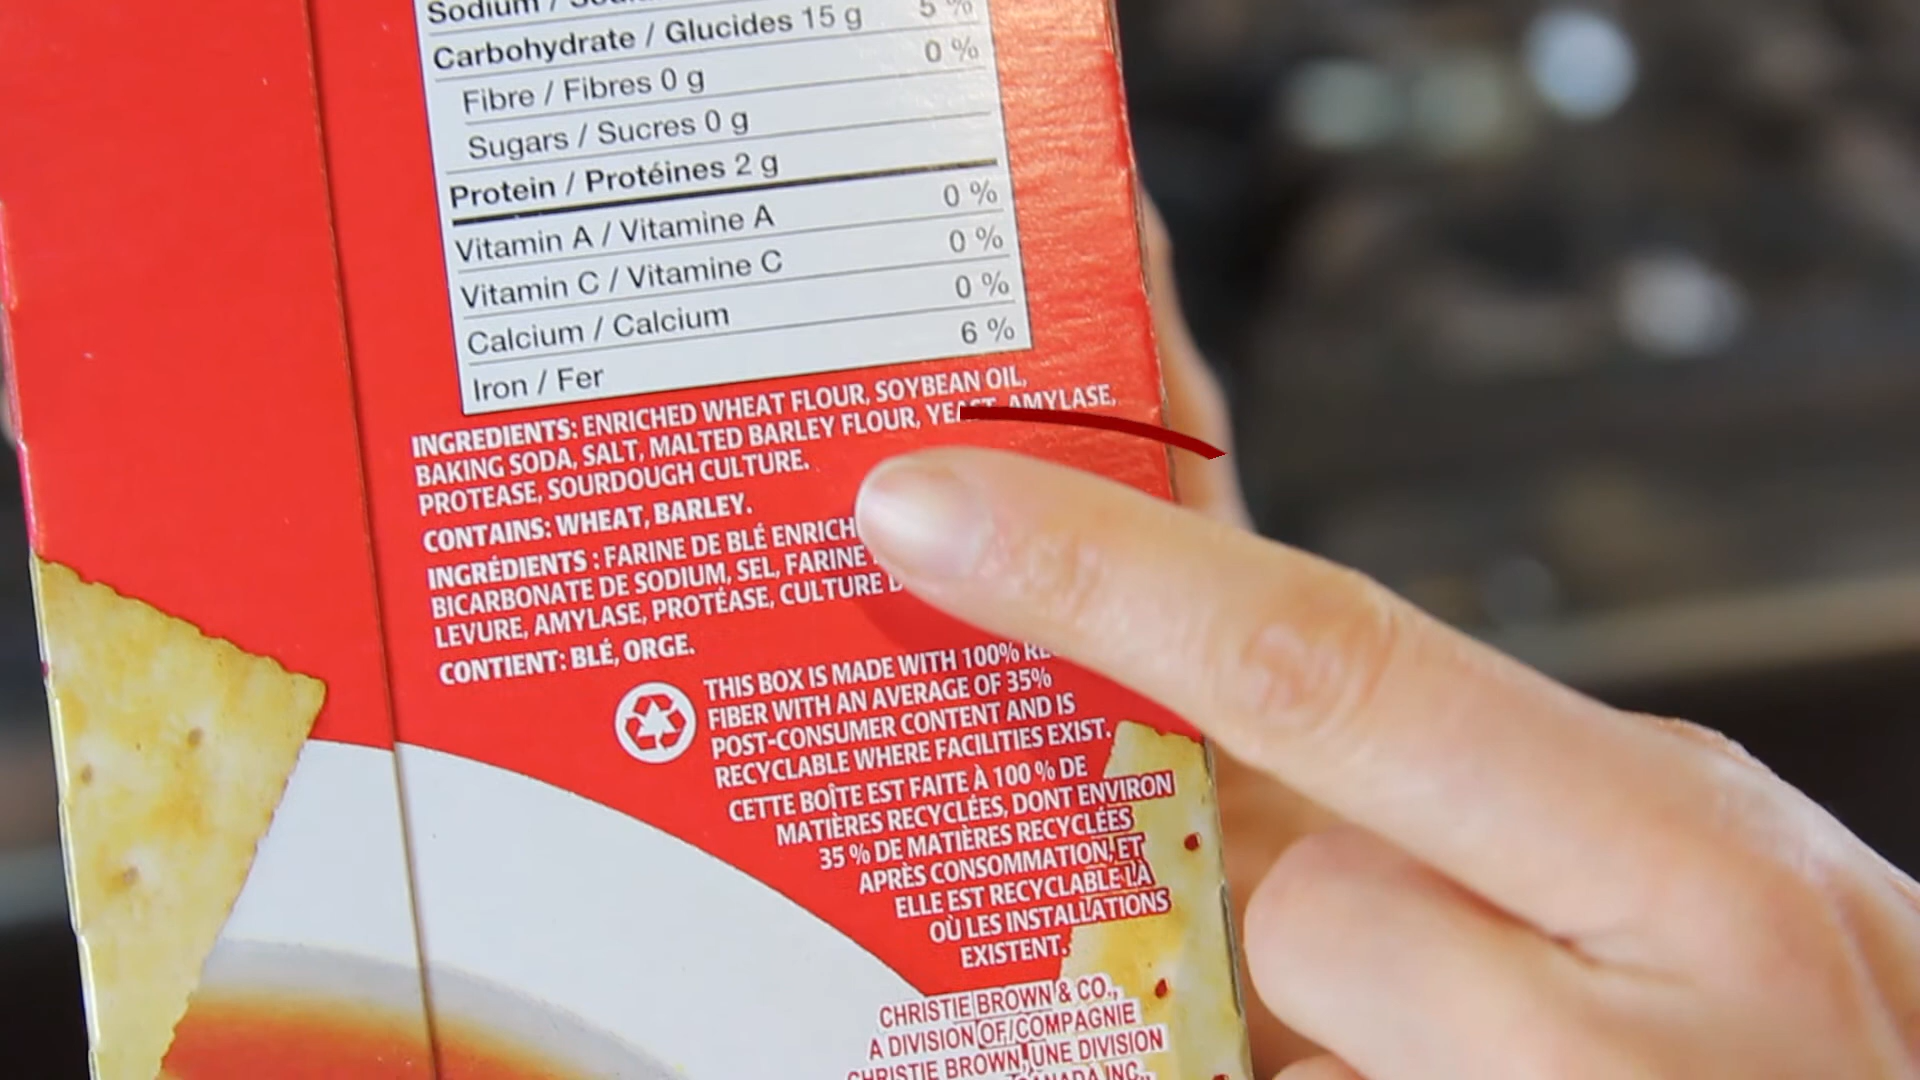 Sodium /
Carbohydrate / Glucides 15 g 5 %
Fibre / Fibres 0 g 0 %
Sugars / Sucres 0 g
Protein / Protéines 2 g
Vitamin A / Vitamine A 0 %
Vitamin C / Vitamine C 0 %
Calcium / Calcium 0 %
Iron / Fer 6 %
INGREDIENTS: ENRICHED WHEAT FLOUR, SOYBEAN OIL,
BAKING SODA, SALT, MALTED BARLEY FLOUR, YEAST, AMYLASE,
PROTEASE, SOURDOUGH CULTURE.
CONTAINS: WHEAT, BARLEY.
INGRÉDIENTS : FARINE DE BLÉ ENRICH
BICARBONATE DE SODIUM, SEL, FARINE
LEVURE, AMYLASE, PROTÉASE, CULTURE
CONTIENT: BLÉ, ORGE.
THIS BOX IS MADE WITH 100%
FIBER WITH AN AVERAGE OF 35%
POST-CONSUMER CONTENT AND IS
RECYCLABLE WHERE FACILITIES EXIST.
CETTE BOÎTE EST FAITE À 100 % DE
MATIÈRES RECYCLÉES, DONT ENVIRON
35 % DE MATIÈRES RECYCLÉES
APRÈS CONSOMMATION, ET
ELLE EST RECYCLABLE LÀ
OÙ LES INSTALLATIONS
EXISTENT.
CHRISTIE BROWN & CO.,
A DIVISION OF/COMPAGNIE
CHRISTIE BROWN, UNE DIVISION
CANADA INC.,